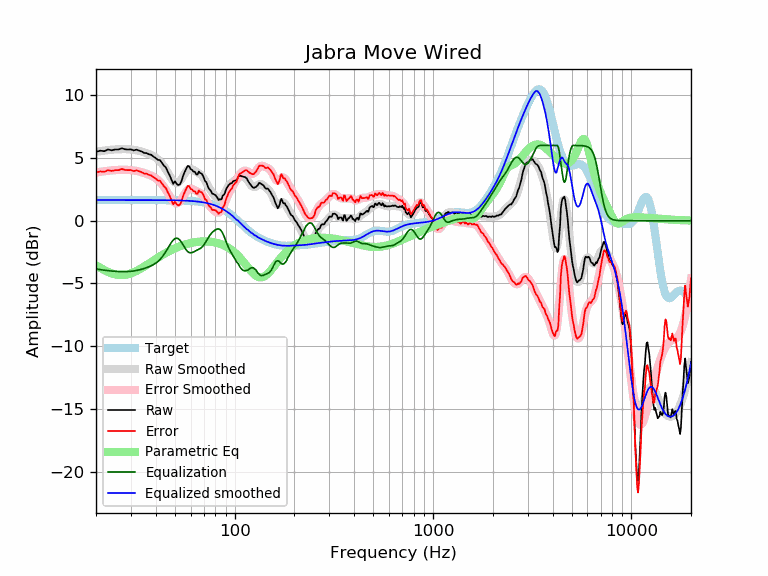 Jabra Move Wired
Amplitude (dBr)
10
5
0
−5
−10
−15
−20
Target
Raw Smoothed
Error Smoothed
Raw
Error
Parametric Eq
Equalization
Equalized smoothed
100
1000
10000
Frequency (Hz)